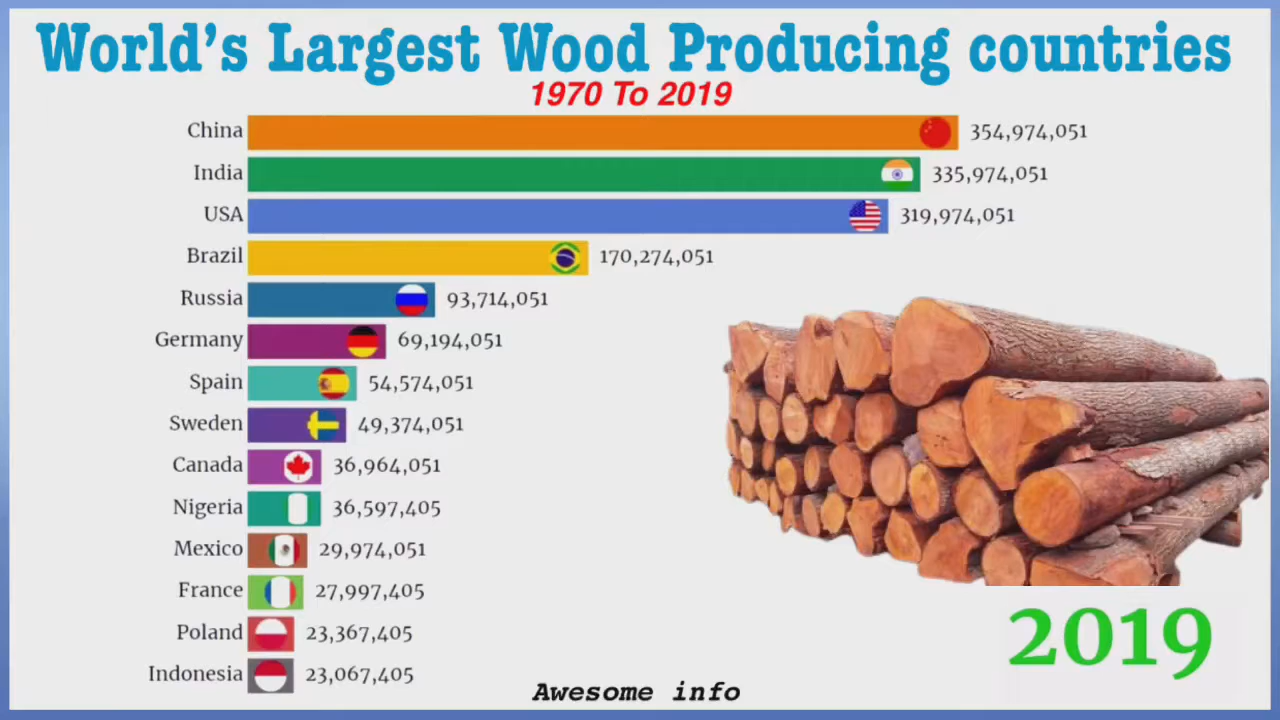 World's Largest Wood Producing countries
1970 To 2019
China 354,974,051
India 335,974,051
USA 319,974,051
Brazil 170,274,051
Russia 93,714,051
Germany 69,194,051
Spain 54,574,051
Sweden 49,374,051
Canada 36,964,051
Nigeria 36,597,405
Mexico 29,974,051
France 27,997,405
Poland 23,367,405
Indonesia 23,067,405
2019
Awesome info